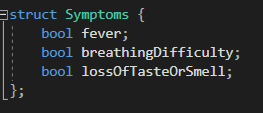 struct Symptoms {
    bool fever;
    bool breathingDifficulty;
    bool lossOfTasteOrSmell;
};